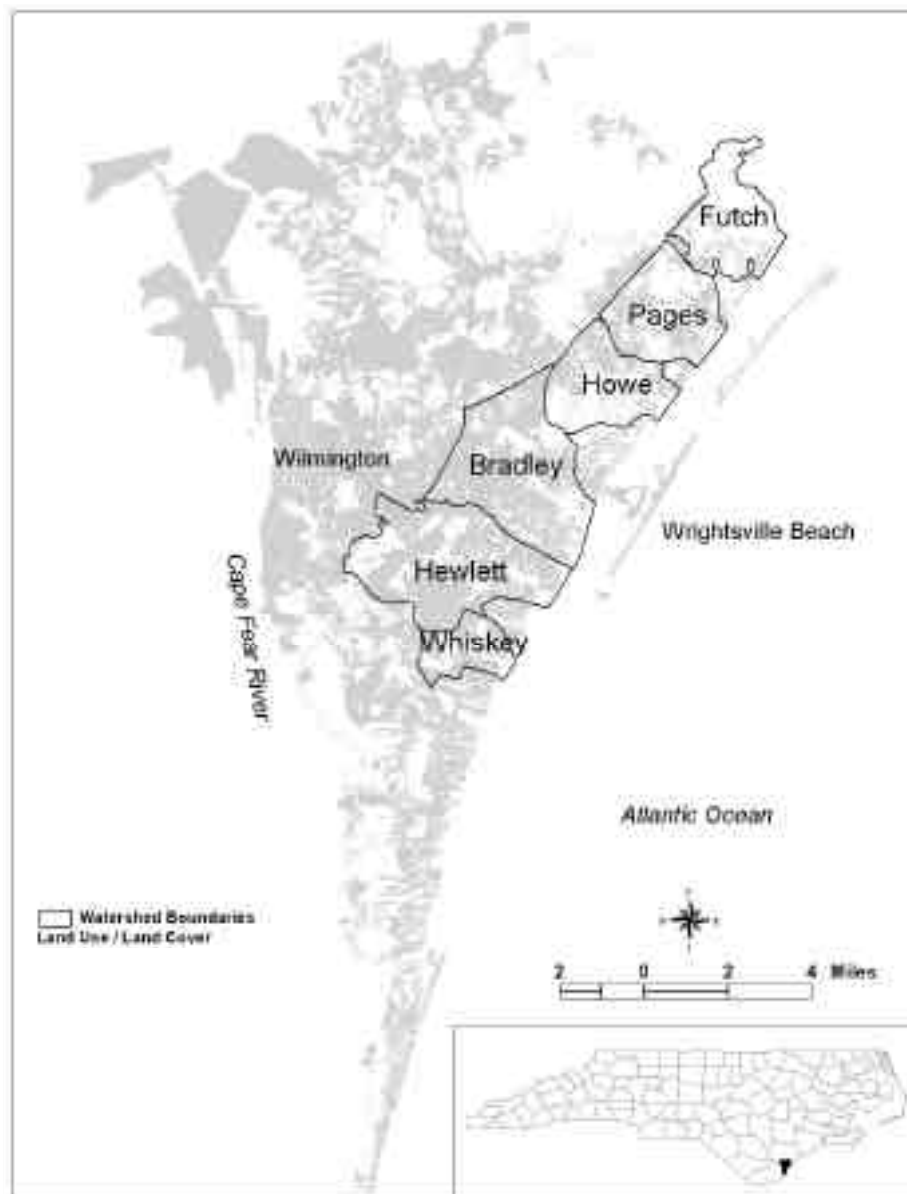 Futch
Pages
Howe
Bradley
Wilmington
Wrightsville Beach
Hewlett
Whiskey
Cape Fear River
Atlantic Ocean
Watershed Boundaries
Land Use / Land Cover
2 0 2 4 Miles